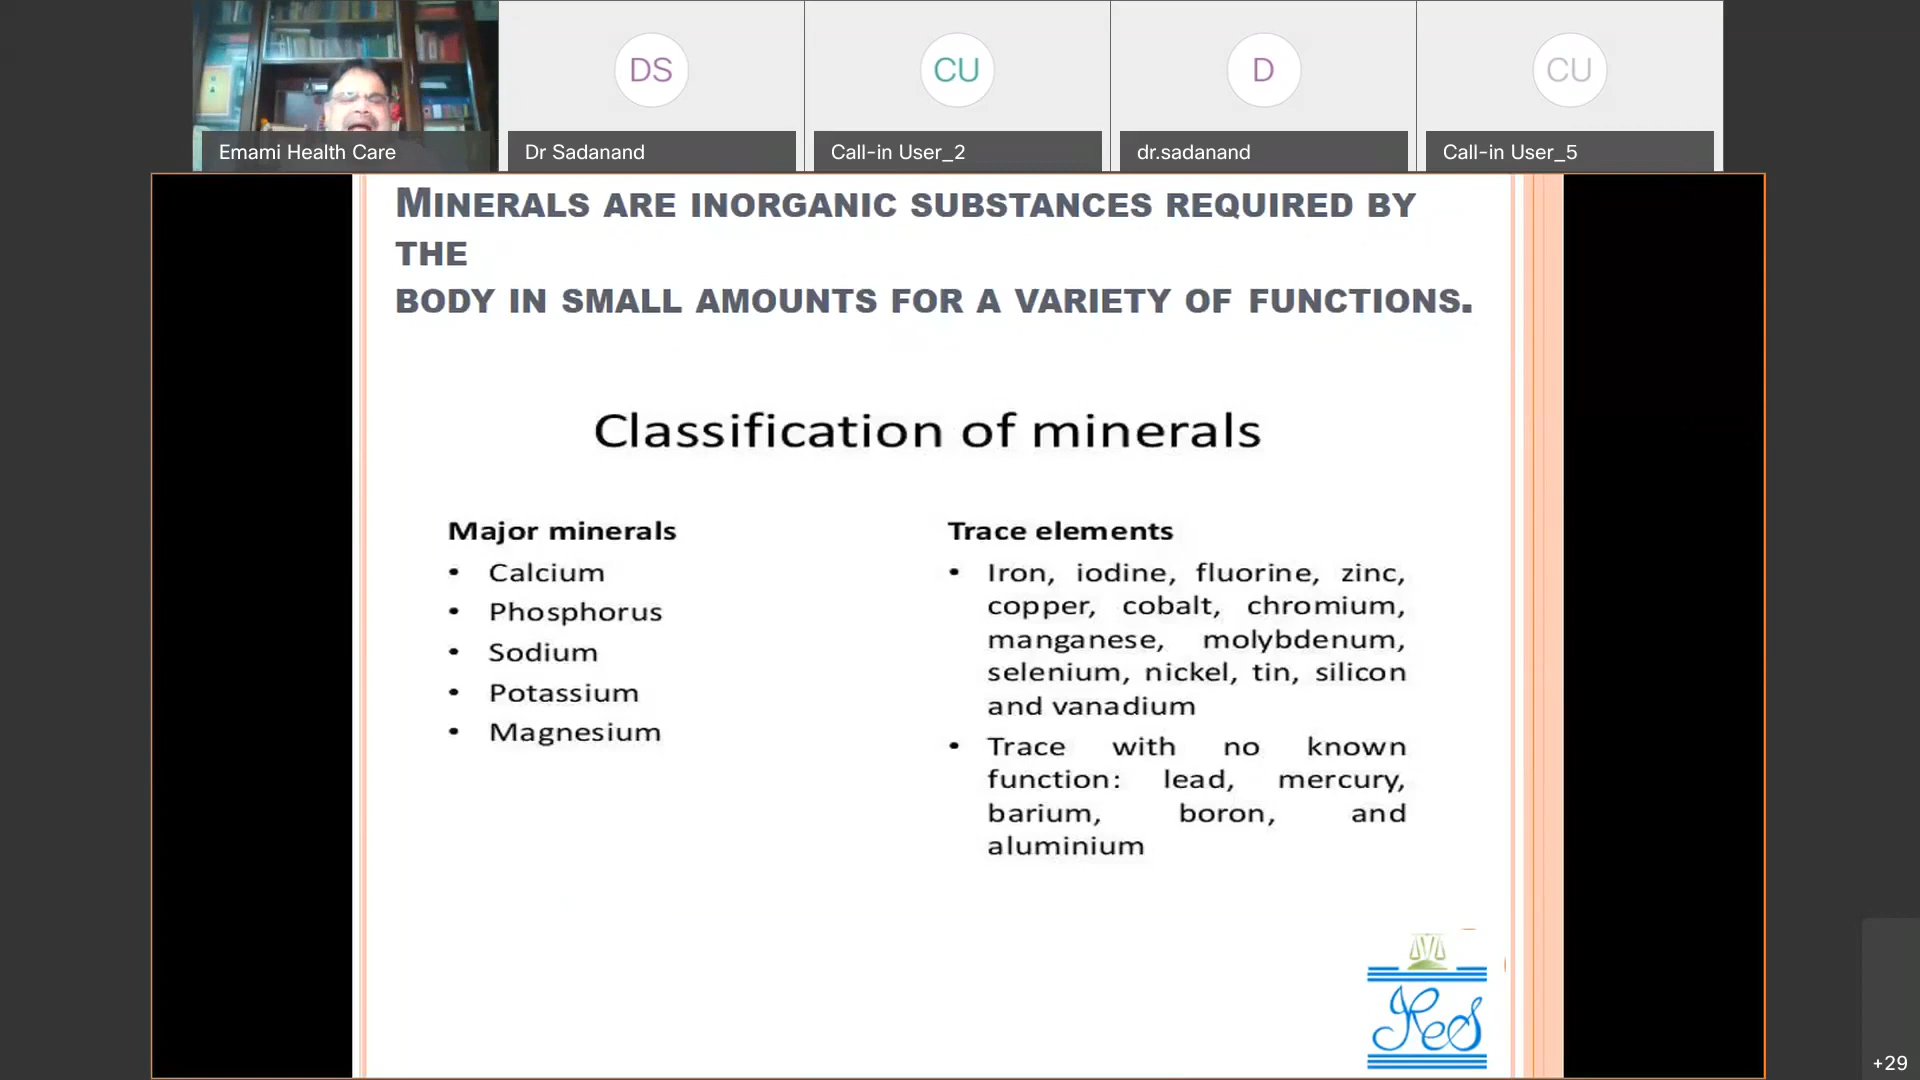 DS
CU
D
CU
Emami Health Care
Dr Sadanand
Call-in User_2
dr.sadanand
Call-in User_5
MINERALS ARE INORGANIC SUBSTANCES REQUIRED BY
THE
BODY IN SMALL AMOUNTS FOR A VARIETY OF FUNCTIONS.
Classification of minerals
Major minerals
• Calcium
• Phosphorus
• Sodium
• Potassium
• Magnesium
Trace elements
• Iron, iodine, fluorine, zinc,
copper, cobalt, chromium,
manganese, molybdenum,
selenium, nickel, tin, silicon
and vanadium
• Trace with no known
function: lead, mercury,
barium, boron, and
aluminium
+29